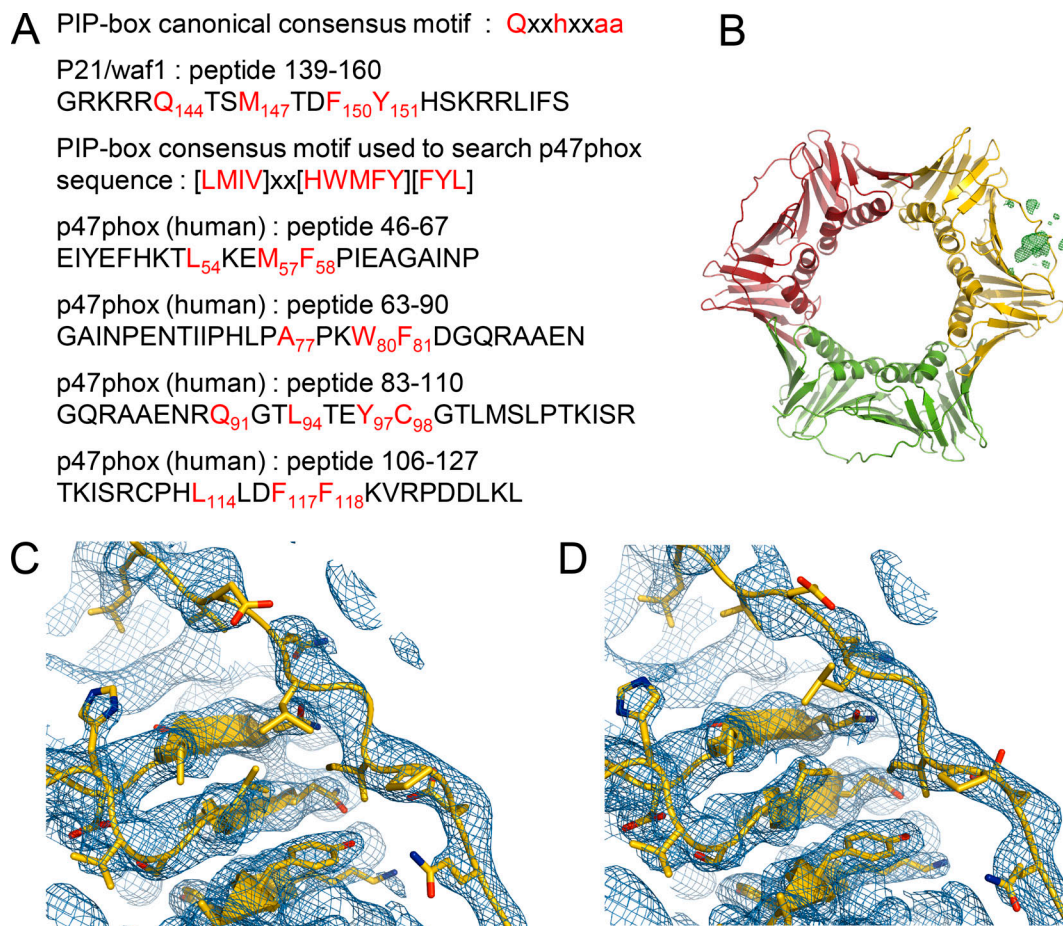 A
PIP-box canonical consensus motif : Qxxhxxaa
P21/waf1 : peptide 139-160
GRKRRQ144TSM147TDF150Y151HSKRRLIFS
PIP-box consensus motif used to search p47phox
sequence : [LMIV]xx[HWMFY][FYL]
p47phox (human) : peptide 46-67
EIYEFHKTL54KEM57F58PIEAGAINP
p47phox (human) : peptide 63-90
GAINPENTIIPHLPA77PKW80F81DGQRAAEN
p47phox (human) : peptide 83-110
GQRAAENRQ91GTL94TEY97C98GTLMSLPTKISR
p47phox (human) : peptide 106-127
TKISRCPHL114LDF117F118KVRPDDLKL
B
C
D